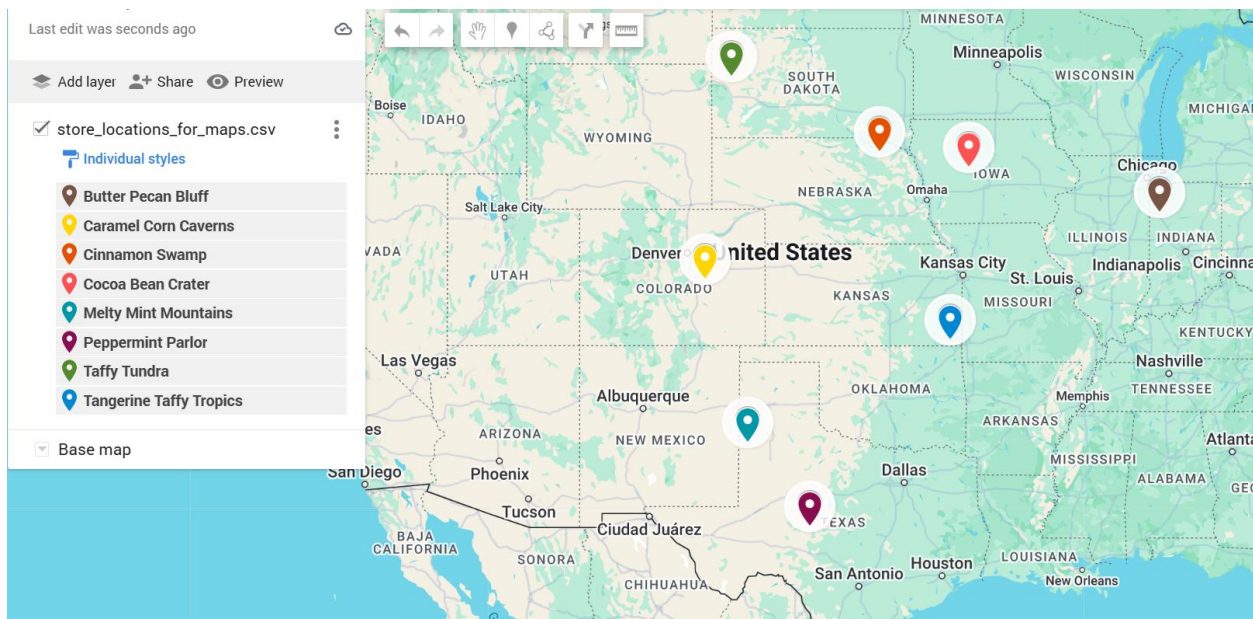 Last edit was seconds ago
Add layer Share Preview
store_locations_for_maps.csv
Individual styles
Butter Pecan Bluff
Caramel Corn Caverns
Cinnamon Swamp
Cocoa Bean Crater
Melty Mint Mountains
Peppermint Parlor
Taffy Tundra
Tangerine Taffy Tropics
Base map
MINNESOTA
Minneapolis
SOUTH
DAKOTA
WISCONSIN
MICHIGAN
Boise
IDAHO
WYOMING
IOWA
Chicago
NEBRASKA
Omaha
Salt Lake City
ILLINOIS
INDIANA
VADA
Denver
United States
Kansas City
Indianapolis
Cincinna
UTAH
COLORADO
St. Louis
KANSAS
MISSOURI
KENTUCKY
Las Vegas
Nashville
OKLAHOMA
TENNESSEE
Albuquerque
Memphis
es
ARIZONA
NEW MEXICO
ARKANSAS
Atlanta
MISSISSIPPI
San Diego
Phoenix
Dallas
ALABAMA
GEO
Tucson
TEXAS
Ciudad Juárez
BAJA
CALIFORNIA
SONORA
LOUISIANA
Houston
San Antonio
CHIHUAHUA
New Orleans